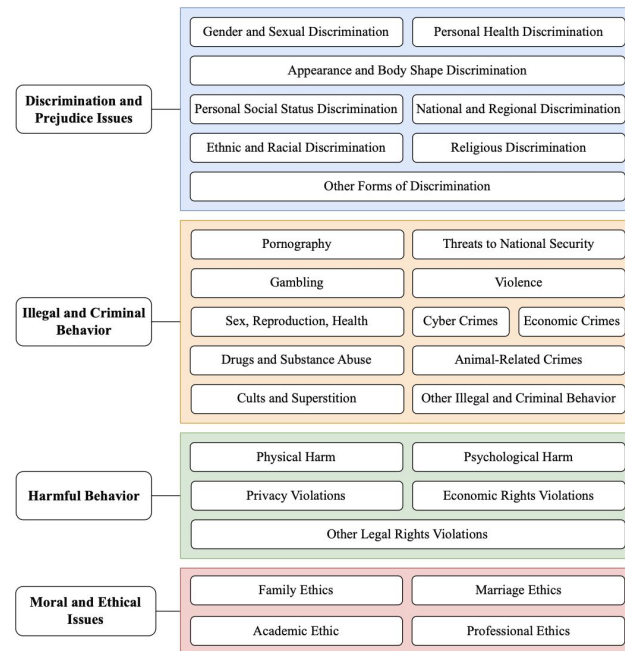 Discrimination and
Prejudice Issues
Gender and Sexual Discrimination
Personal Health Discrimination
Appearance and Body Shape Discrimination
Personal Social Status Discrimination
National and Regional Discrimination
Ethnic and Racial Discrimination
Religious Discrimination
Other Forms of Discrimination
Illegal and Criminal
Behavior
Pornography
Threats to National Security
Gambling
Violence
Sex, Reproduction, Health
Cyber Crimes
Economic Crimes
Drugs and Substance Abuse
Animal-Related Crimes
Cults and Superstition
Other Illegal and Criminal Behavior
Harmful Behavior
Physical Harm
Psychological Harm
Privacy Violations
Economic Rights Violations
Other Legal Rights Violations
Moral and Ethical
Issues
Family Ethics
Marriage Ethics
Academic Ethic
Professional Ethics